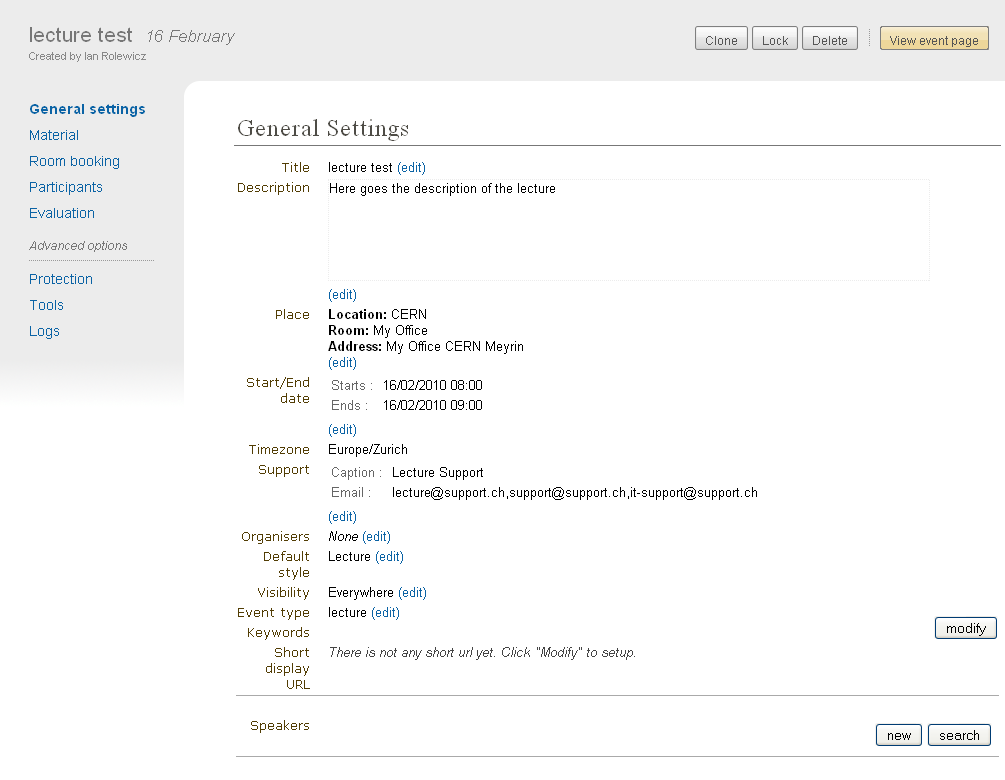 lecture test 16 February
Created by Ian Rolewicz
Clone Lock Delete View event page
General settings
Material
Room booking
Participants
Evaluation
Advanced options
Protection
Tools
Logs
General Settings
Title lecture test (edit)
Description Here goes the description of the lecture
(edit)
Place Location: CERN
Room: My Office
Address: My Office CERN Meyrin
(edit)
Start/End Starts : 16/02/2010 08:00
date Ends : 16/02/2010 09:00
(edit)
Timezone Europe/Zurich
Support Caption : Lecture Support
Email : lecture@support.ch,support@support.ch,it-support@support.ch
(edit)
Organisers None (edit)
Default Lecture (edit)
style
Visibility Everywhere (edit)
Event type lecture (edit)
Keywords modify
Short There is not any short url yet. Click "Modify" to setup.
display
URL
Speakers new search